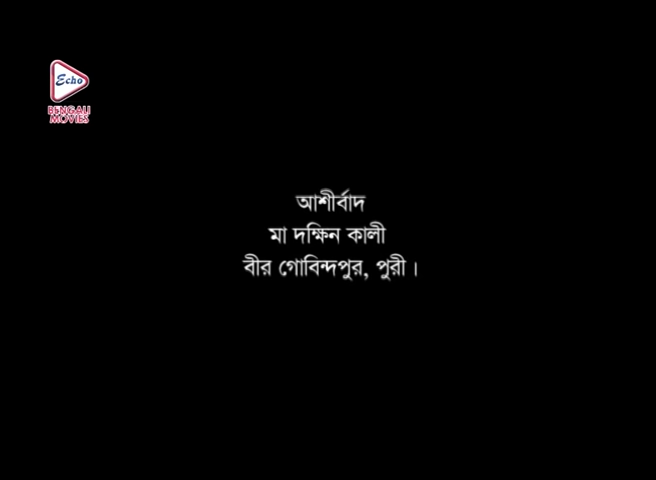 Echo
BENGALI
MOVIES
আশীর্বাদ
মা দক্ষিন কালী
বীর গোবিন্দপুর, পুরী।